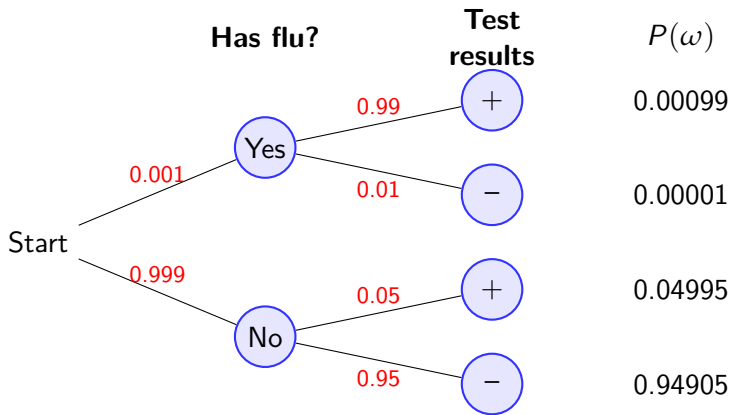 Has flu?
Test
results
P(ω)
Start
0.001
Yes
0.99
+
0.00099
0.01
−
0.00001
0.999
No
0.05
+
0.04995
0.95
−
0.94905